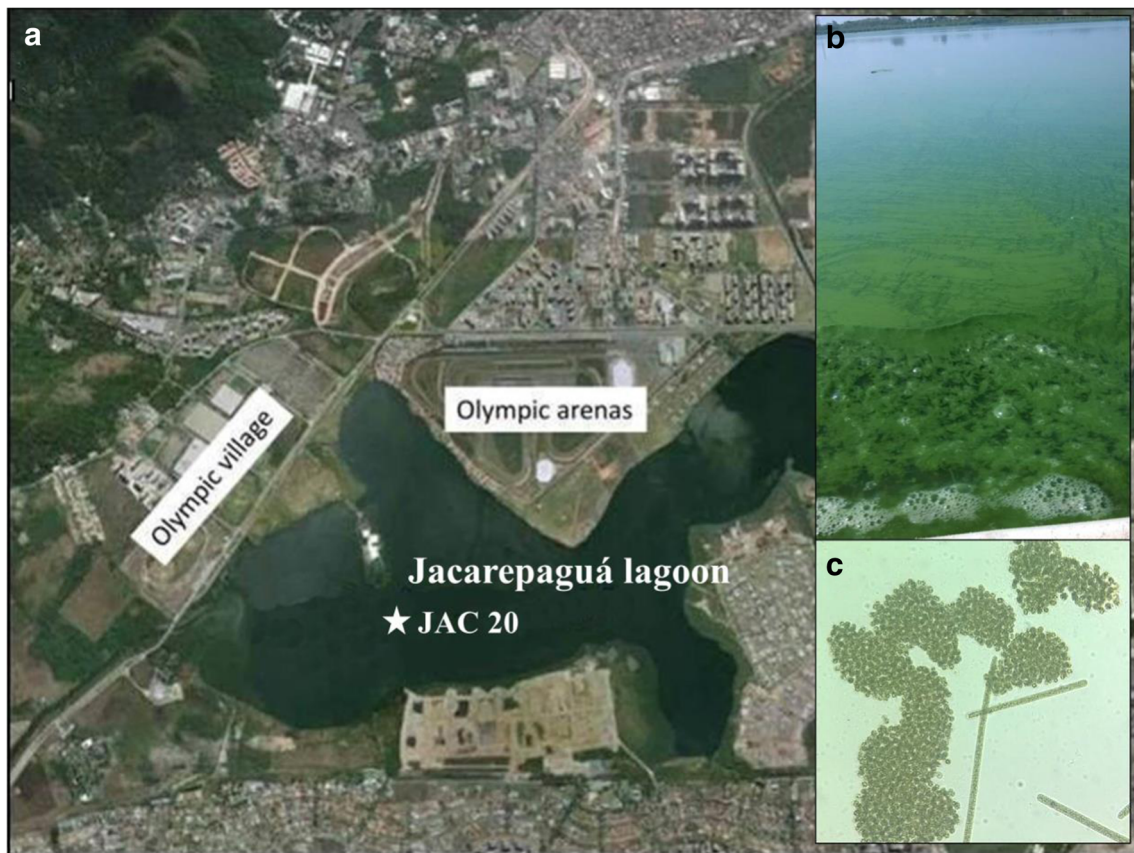 a
b
Olympic arenas
Olympic village
Jacarepaguá lagoon
JAC 20
c